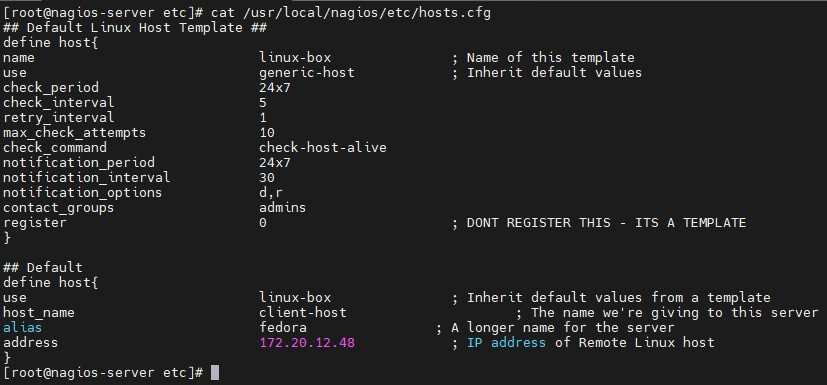 [root@nagios-server etc]# cat /usr/local/nagios/etc/hosts.cfg
## Default Linux Host Template ##
define host{
name linux-box ; Name of this template
use generic-host ; Inherit default values
check_period 24x7
check_interval 5
retry_interval 1
max_check_attempts 10
check_command check-host-alive
notification_period 24x7
notification_interval 30
notification_options d,r
contact_groups admins
register 0 ; DONT REGISTER THIS - ITS A TEMPLATE
}
## Default
define host{
use linux-box ; Inherit default values from a template
host_name client-host ; The name we're giving to this server
alias fedora ; A longer name for the server
address 172.20.12.48 ; IP address of Remote Linux host
}
[root@nagios-server etc]#